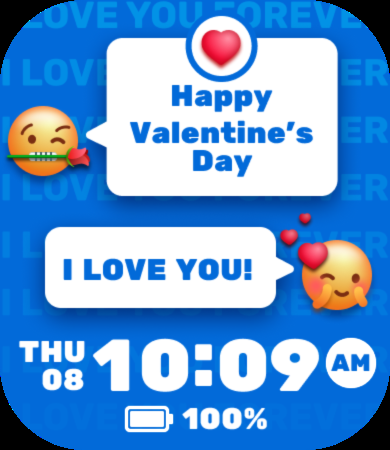 I LOVE YOU FOREVER
Happy
Valentine's
Day
I LOVE YOU!
THU
08
10:09
AM
100%